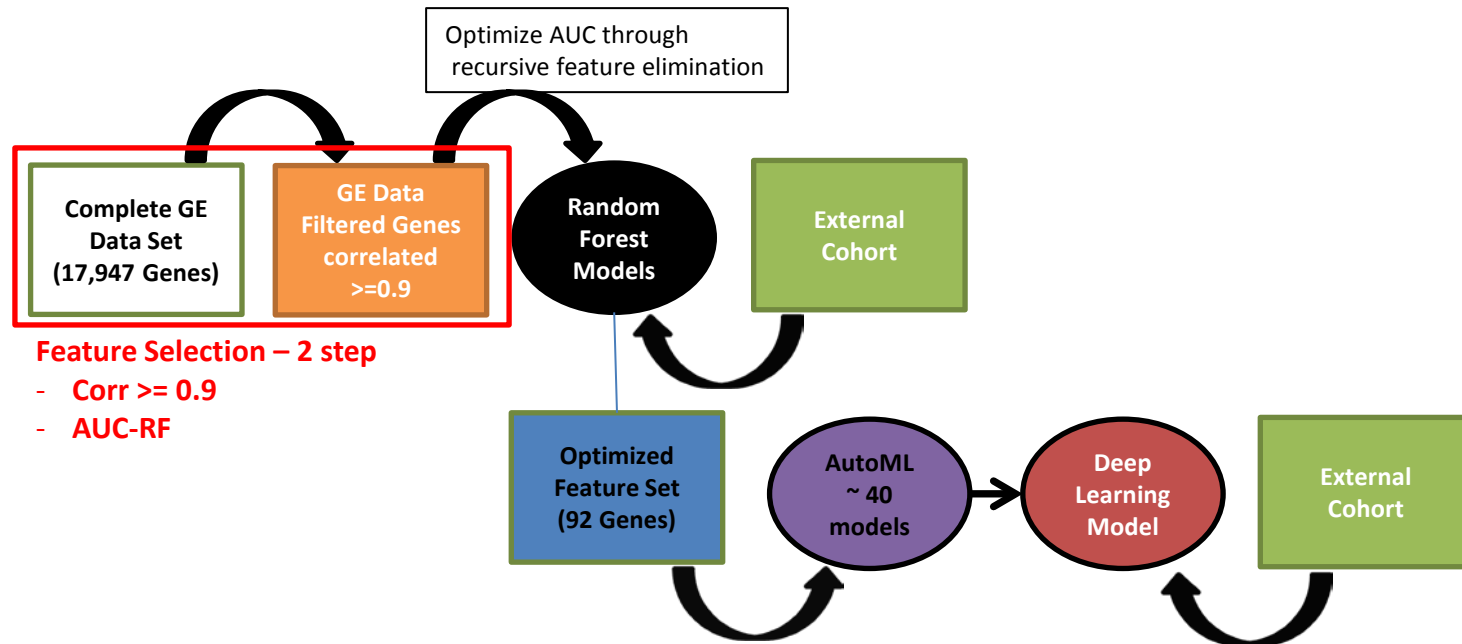 Optimize AUC through
recursive feature elimination
Complete GE
Data Set
(17,947 Genes)
GE Data
Filtered Genes
correlated
>=0.9
Random
Forest
Models
External
Cohort
Feature Selection – 2 step
- Corr >= 0.9
- AUC-RF
Optimized
Feature Set
(92 Genes)
AutoML
~ 40
models
Deep
Learning
Model
External
Cohort